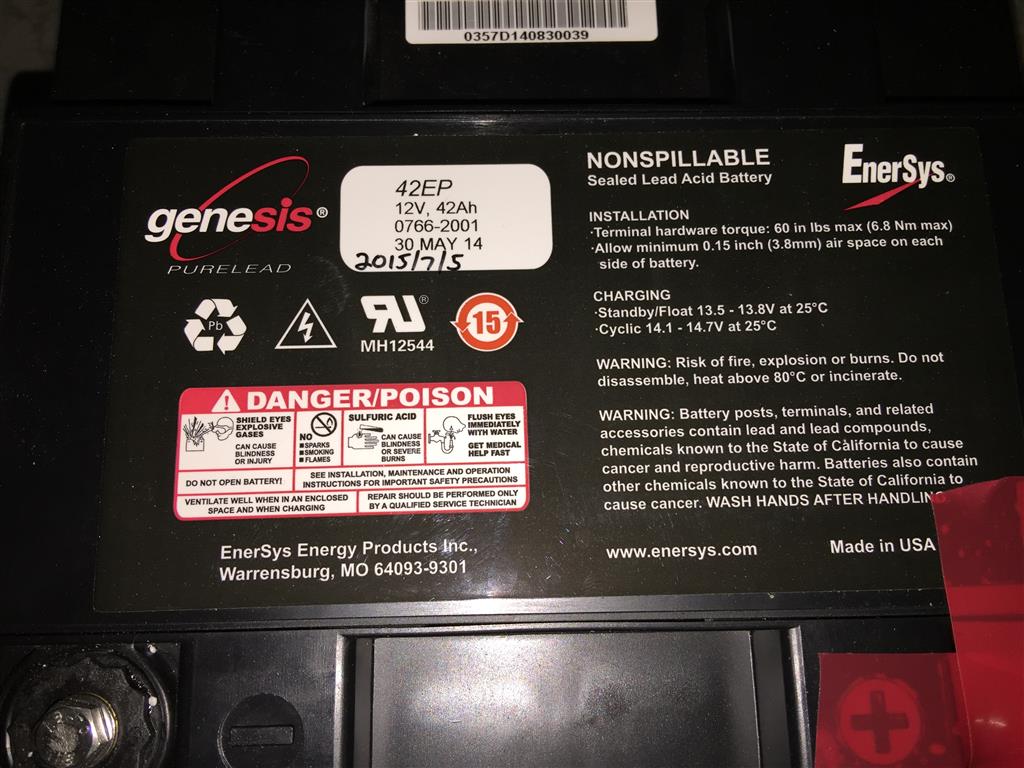 0357D140830039
genesis®
PURELEAD
42EP
12V, 42Ah
0766-2001
30 MAY 14
2015/7/5
NONSPILLABLE
Sealed Lead Acid Battery
EnerSys®
INSTALLATION
·Terminal hardware torque: 60 in lbs max (6.8 Nm max)
·Allow minimum 0.15 inch (3.8mm) air space on each
side of battery.
CHARGING
·Standby/Float 13.5 - 13.8V at 25°C
·Cyclic 14.1 - 14.7V at 25°C
WARNING: Risk of fire, explosion or burns. Do not
disassemble, heat above 80°C or incinerate.
WARNING: Battery posts, terminals, and related
accessories contain lead and lead compounds,
chemicals known to the State of California to cause
cancer and reproductive harm. Batteries also contain
other chemicals known to the State of California to
cause cancer. WASH HANDS AFTER HANDLING
Pb
RU®
MH12544
15
DANGER/POISON
SHIELD EYES
EXPLOSIVE
GASES
CAN CAUSE
BLINDNESS
OR INJURY
NO
■SPARKS
■SMOKING
■FLAMES
SULFURIC ACID
CAN CAUSE
BLINDNESS
OR SEVERE
BURNS
FLUSH EYES
IMMEDIATELY
WITH WATER
GET MEDICAL
HELP FAST
DO NOT OPEN BATTERY!
SEE INSTALLATION, MAINTENANCE AND OPERATION
INSTRUCTIONS FOR IMPORTANT SAFETY PRECAUTIONS
VENTILATE WELL WHEN IN AN ENCLOSED
SPACE AND WHEN CHARGING
REPAIR SHOULD BE PERFORMED ONLY
BY A QUALIFIED SERVICE TECHNICIAN
EnerSys Energy Products Inc.,
Warrensburg, MO 64093-9301
www.enersys.com
Made in USA